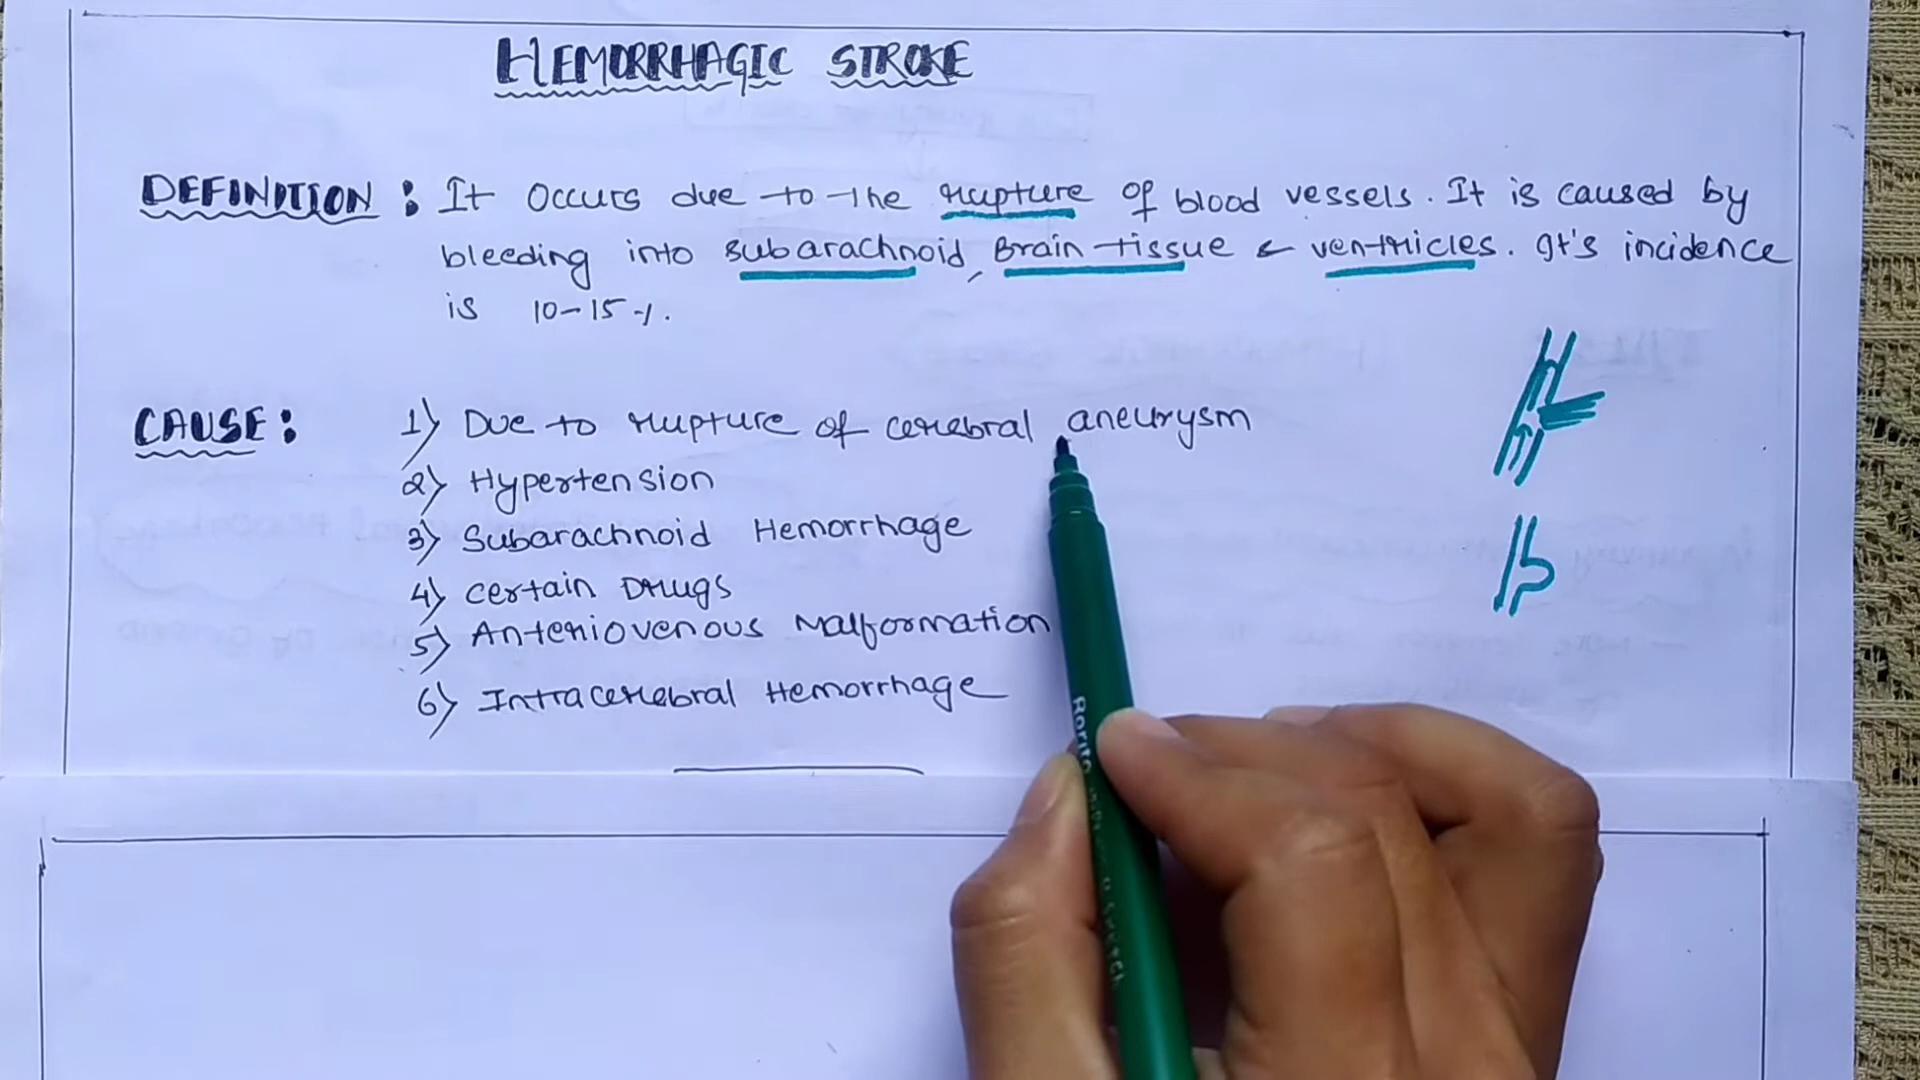 HEMORRHAGIC STROKE
DEFINITION : It occurs due to the rupture of blood vessels. It is caused by
bleeding into subarachnoid, Brain tissue & ventricles. It's incidence
is 10-15 %.
CAUSE : 1) Due to rupture of cerebral aneurysm
2) Hypertension
3) Subarachnoid Hemorrhage
4) certain Drugs
5) Anteriovenous Malformation
6) Intracerebral Hemorrhage